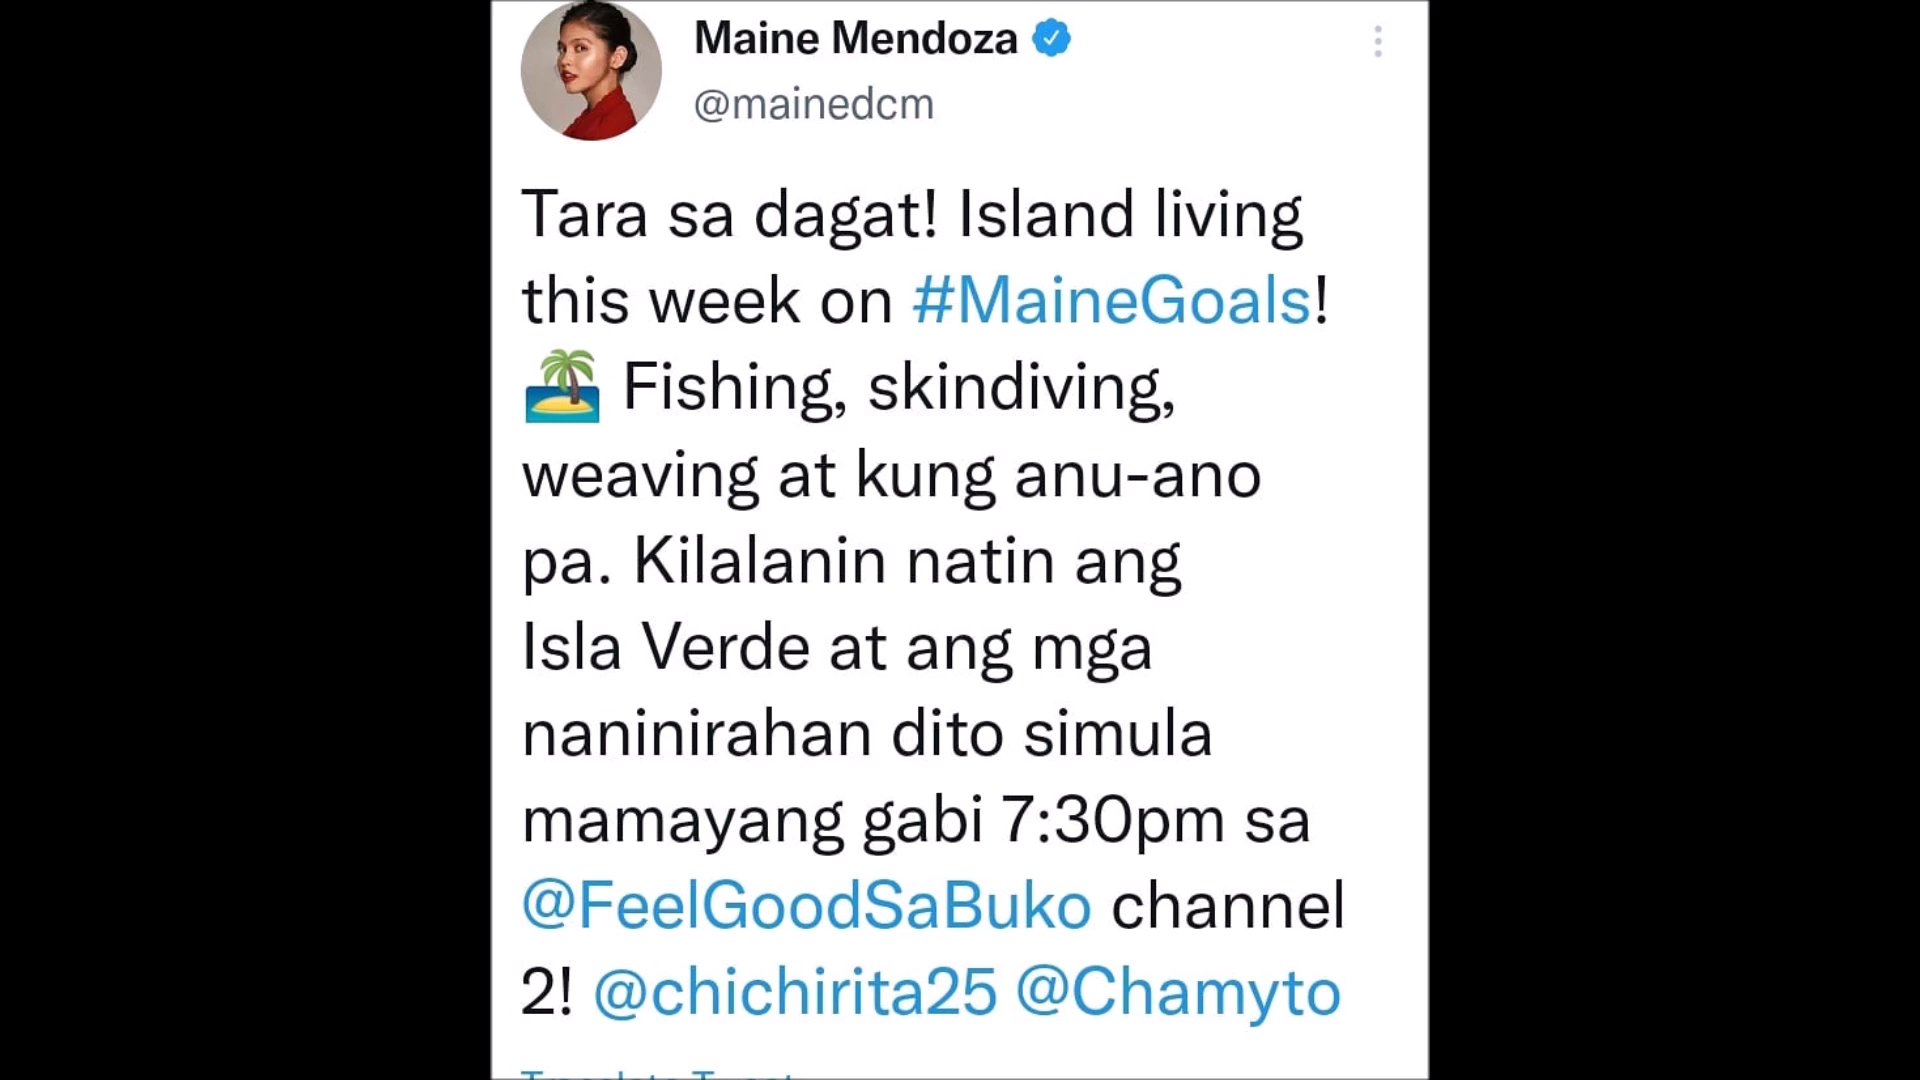 Maine Mendoza
@mainedcm
Tara sa dagat! Island living
this week on #MaineGoals!
🏝 Fishing, skindiving,
weaving at kung anu-ano
pa. Kilalanin natin ang
Isla Verde at ang mga
naninirahan dito simula
mamayang gabi 7:30pm sa
@FeelGoodSaBuko channel
2! @chichirita25 @Chamyto
Translate Tweet